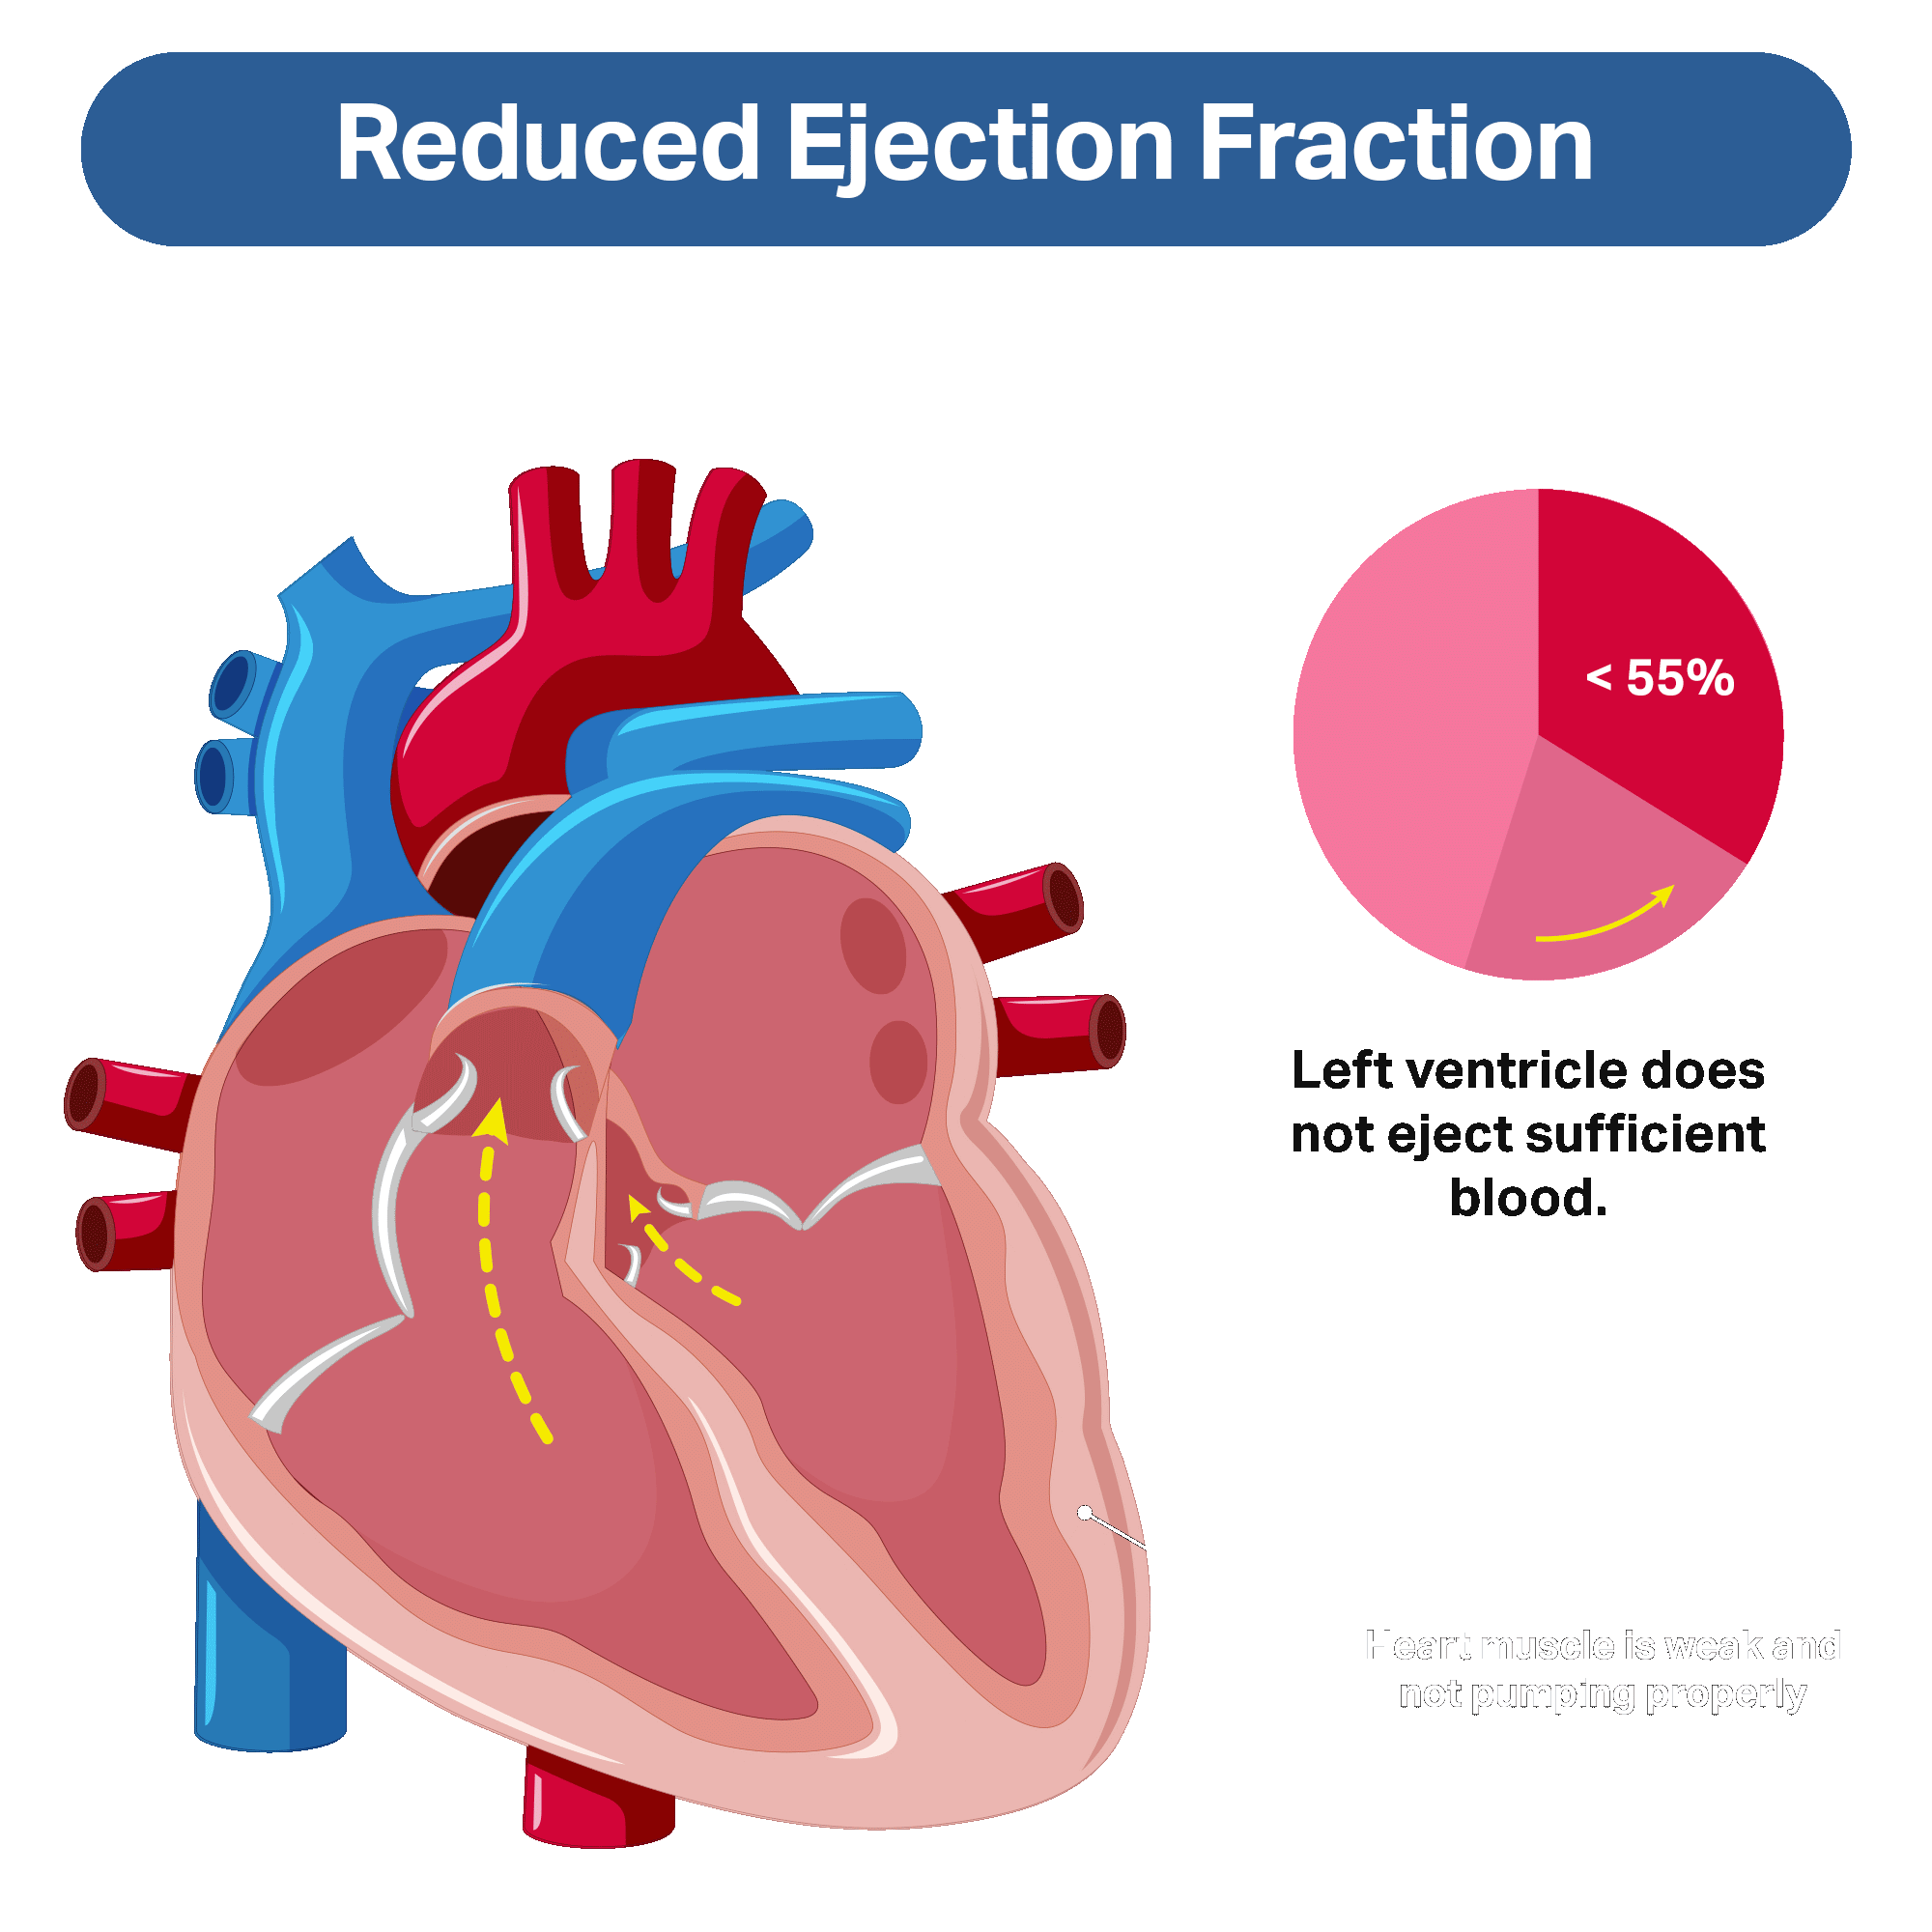 Reduced Ejection Fraction
< 55%
Left ventricle does
not eject sufficient
blood.
Heart muscle is weak and
not pumping properly